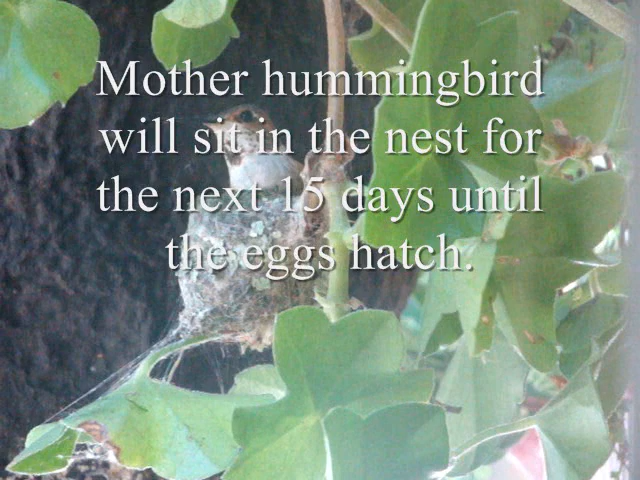 Mother hummingbird
will sit in the nest for
the next 15 days until
the eggs hatch.